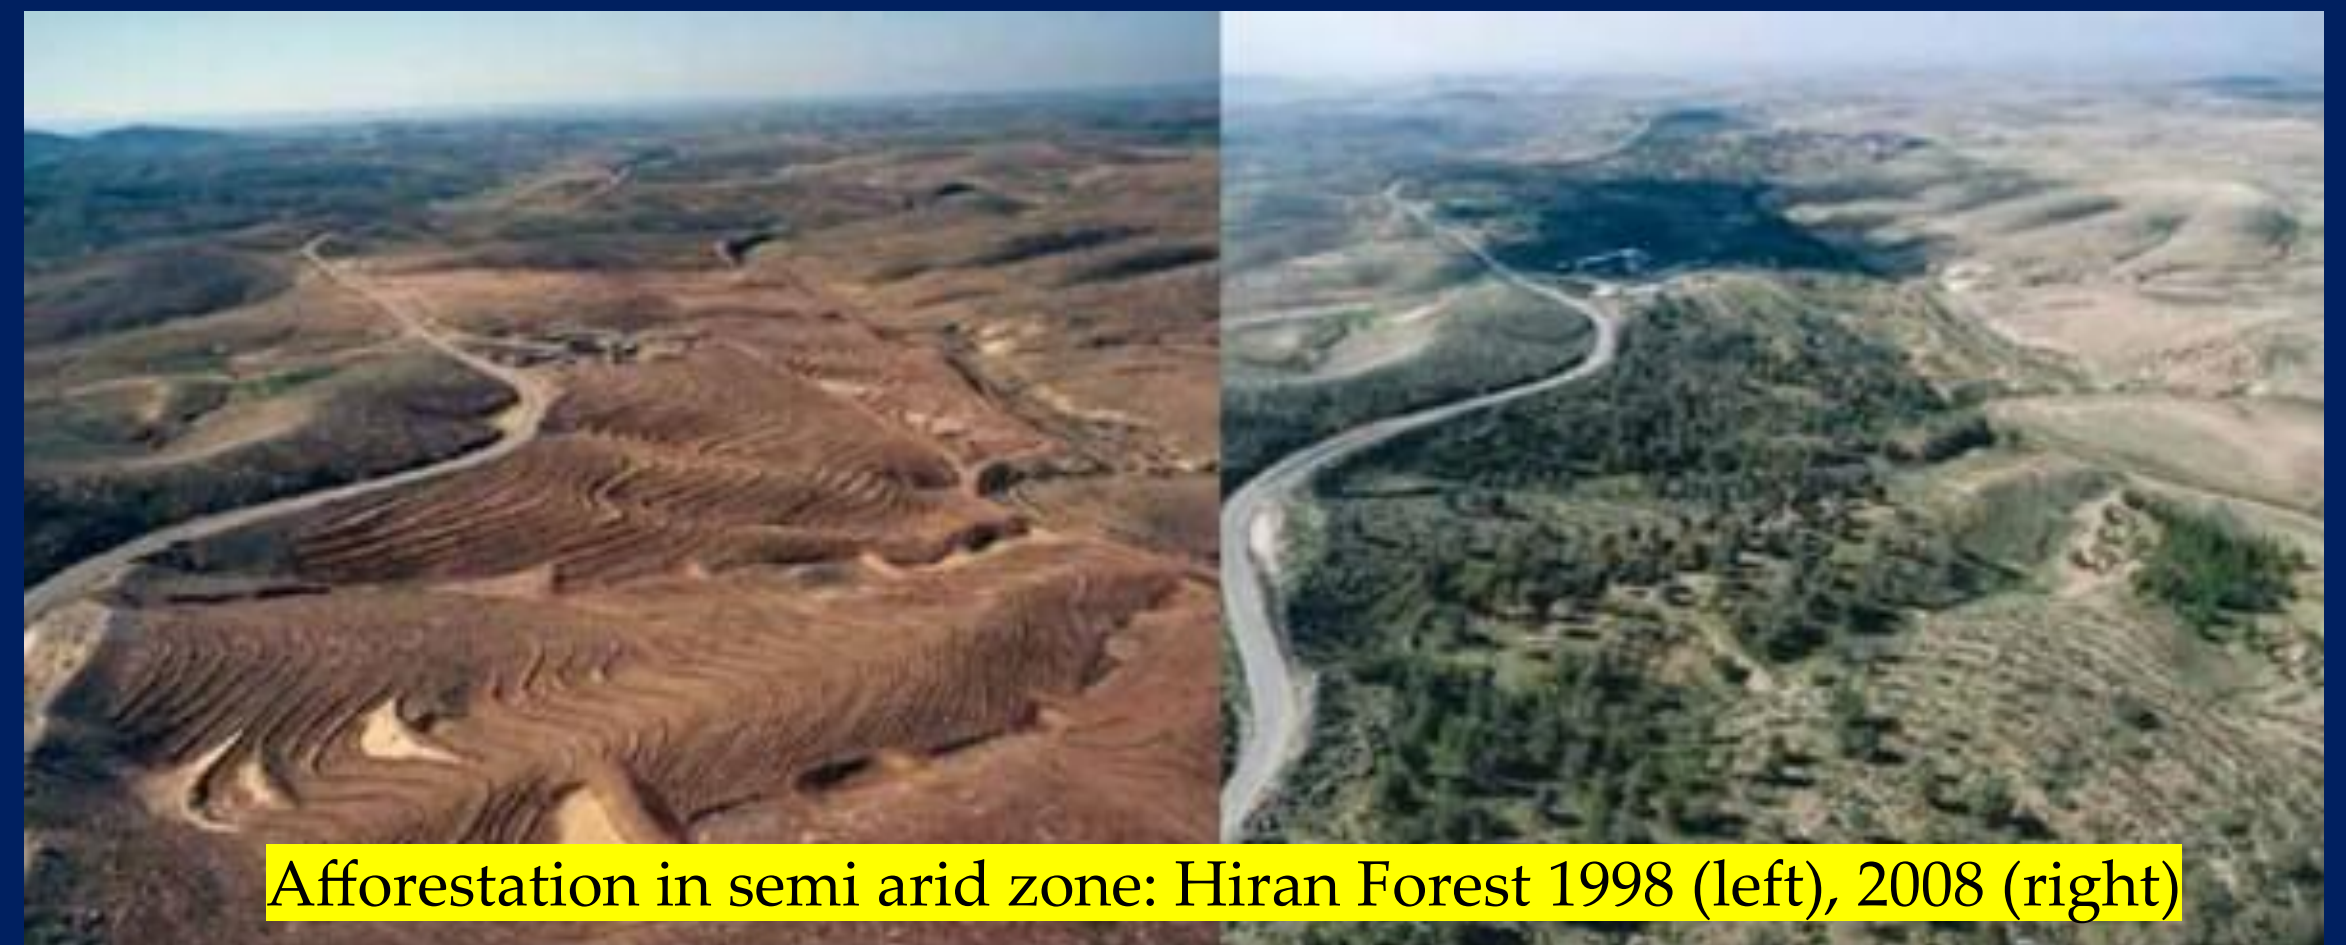 Afforestation in semi arid zone: Hiran Forest 1998 (left), 2008 (right)